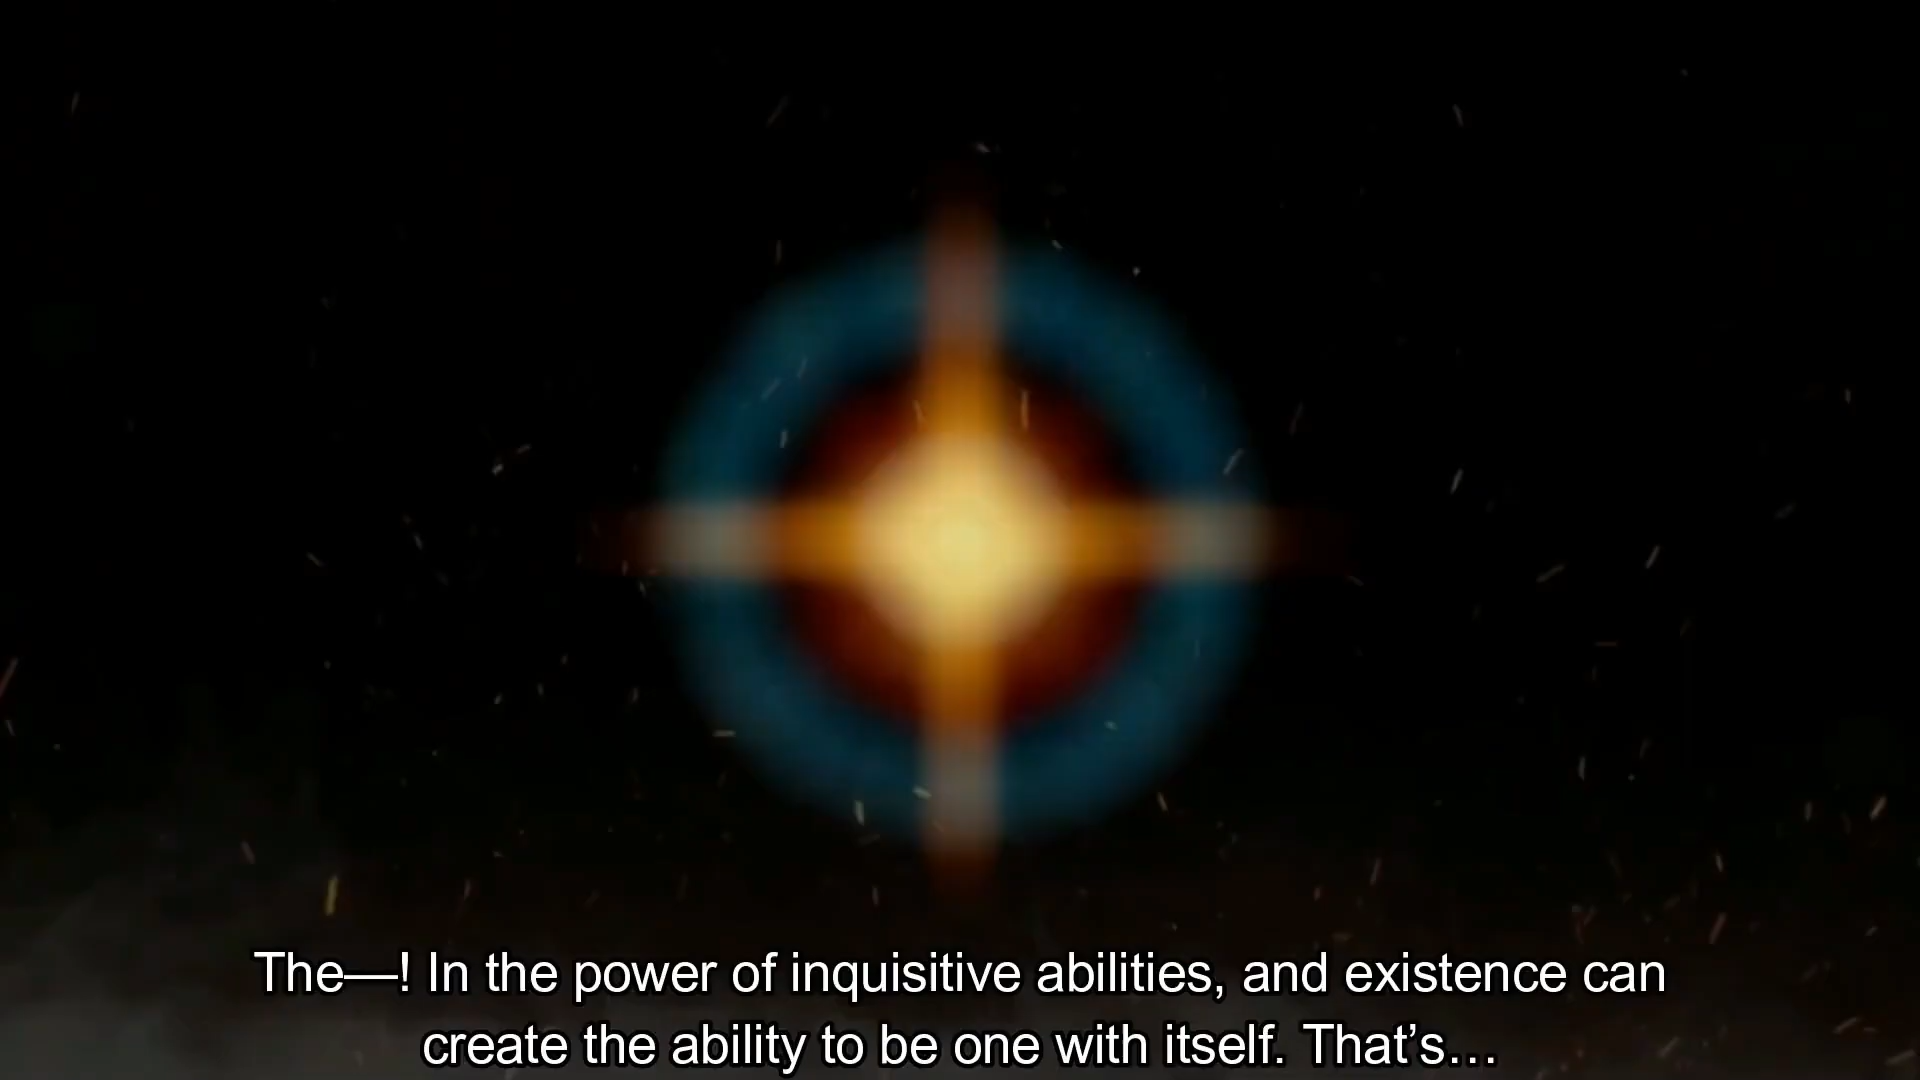 The—! In the power of inquisitive abilities, and existence can
create the ability to be one with itself. That’s…